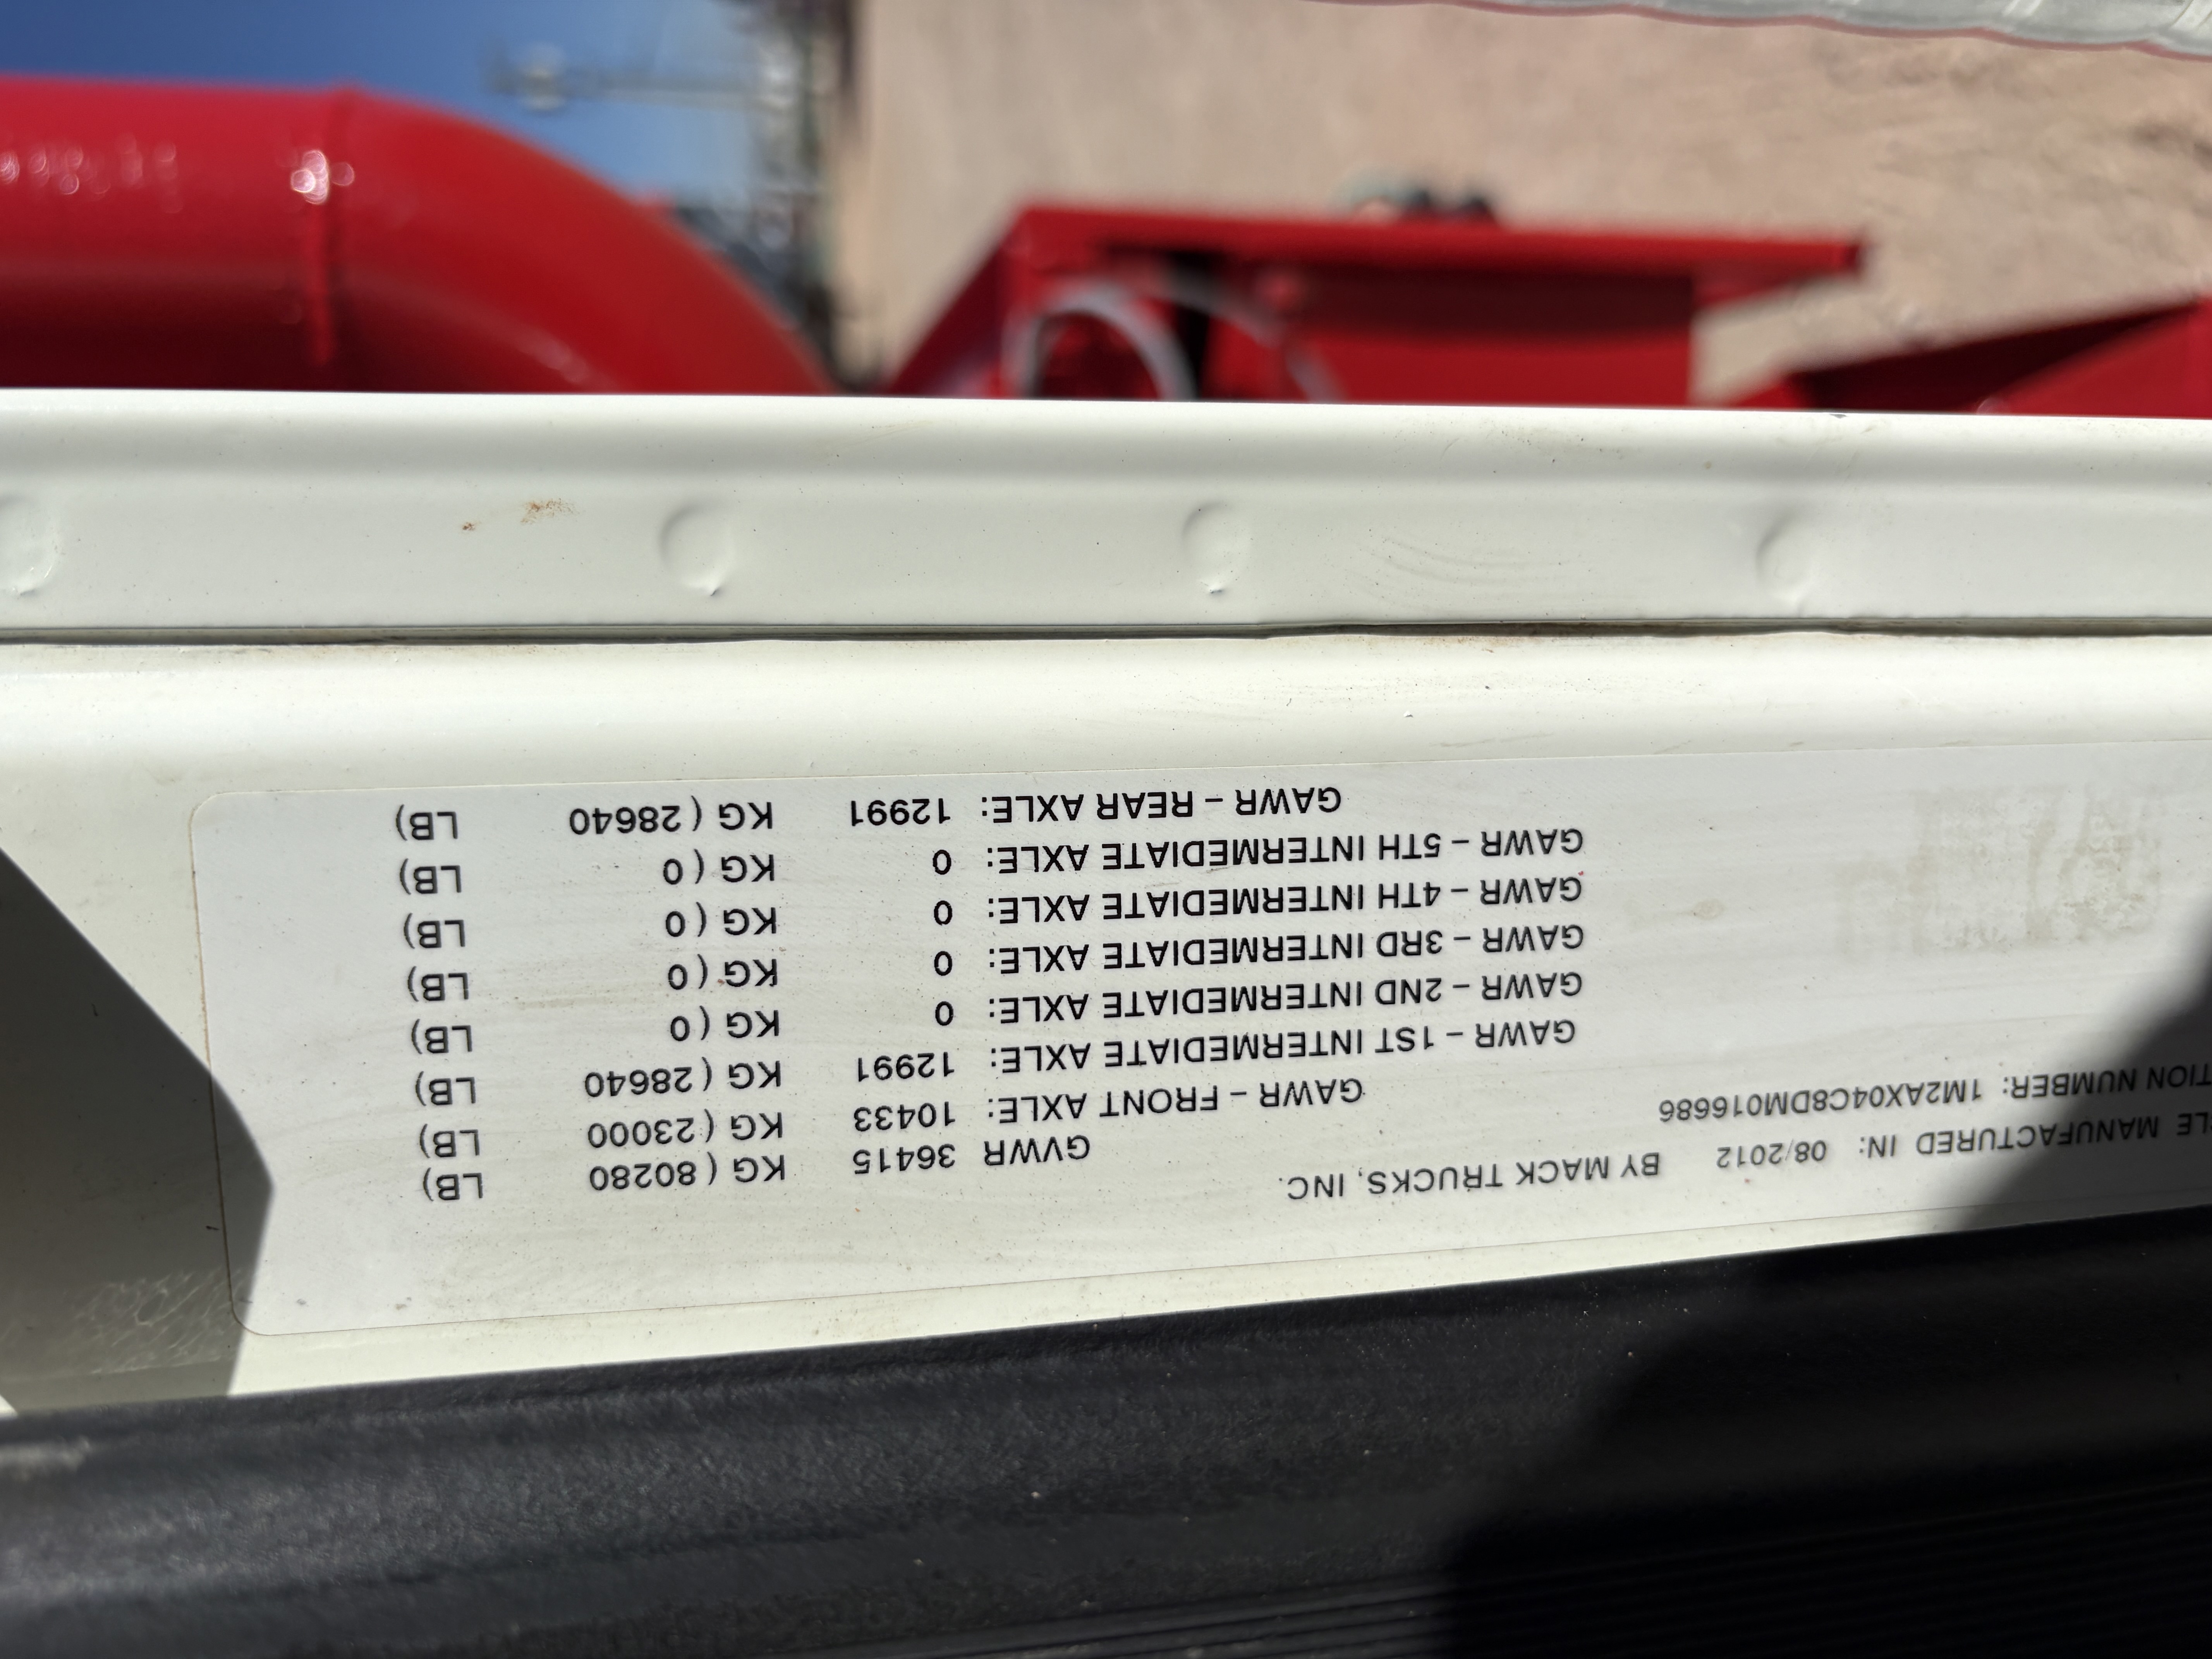 LE MANUFACTURED IN: 08/2012 BY MACK TRUCKS, INC.
TION NUMBER: 1M2AX04C8DM016686
GVWR 36415 KG ( 80280 LB)
GAWR – FRONT AXLE: 10433 KG ( 23000 LB)
GAWR – 1ST INTERMEDIATE AXLE: 12991 KG ( 28640 LB)
GAWR – 2ND INTERMEDIATE AXLE: 0 KG ( 0 LB)
GAWR – 3RD INTERMEDIATE AXLE: 0 KG ( 0 LB)
GAWR – 4TH INTERMEDIATE AXLE: 0 KG ( 0 LB)
GAWR – 5TH INTERMEDIATE AXLE: 0 KG ( 0 LB)
GAWR – REAR AXLE: 12991 KG ( 28640 LB)